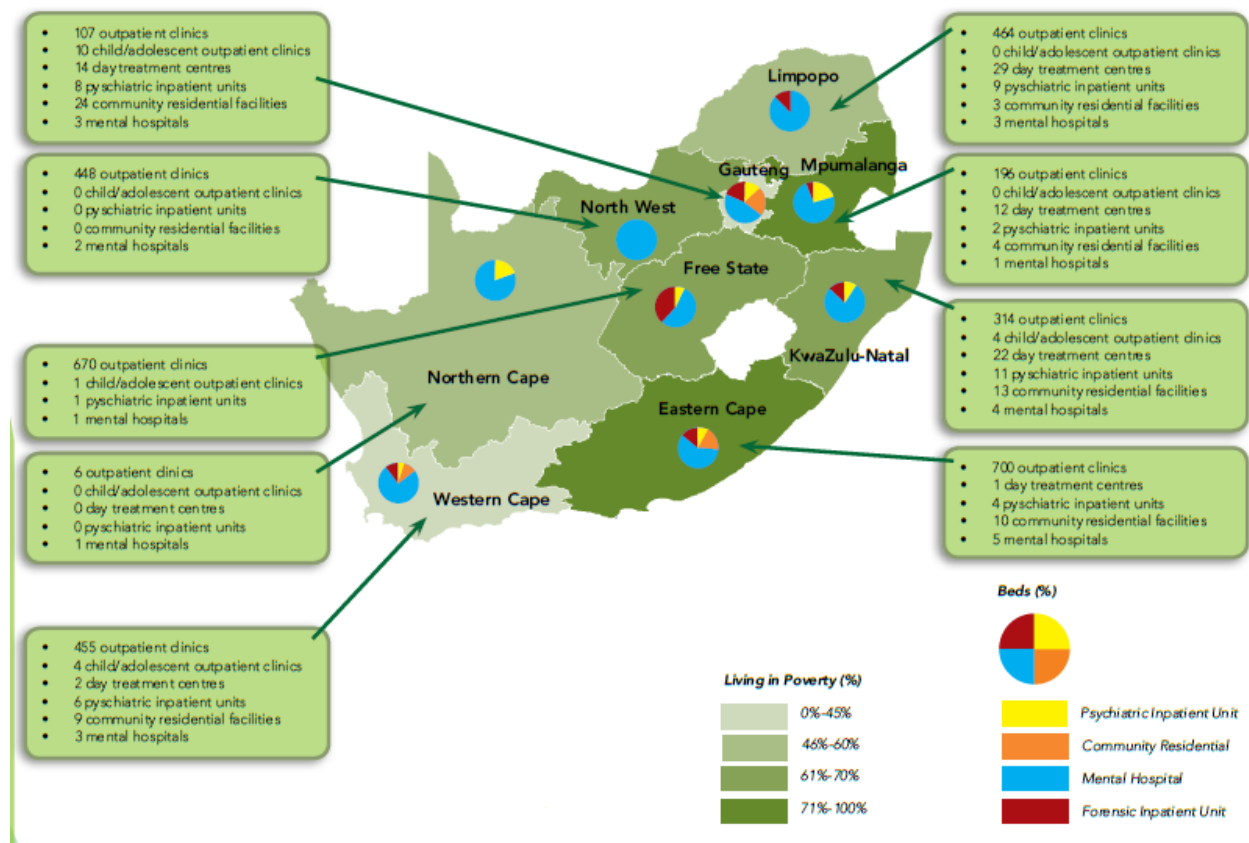 • 107 outpatient clinics
• 10 child/adolescent outpatient clinics
• 14 day treatment centres
• 8 pyschiatric inpatient units
• 24 community residential facilities
• 3 mental hospitals
• 448 outpatient clinics
• 0 child/adolescent outpatient clinics
• 0 pyschiatric inpatient units
• 0 community residential facilities
• 2 mental hospitals
• 670 outpatient clinics
• 1 child/adolescent outpatient clinics
• 1 pyschiatric inpatient units
• 1 mental hospitals
• 6 outpatient clinics
• 0 child/adolescent outpatient clinics
• 0 day treatment centres
• 0 pyschiatric inpatient units
• 1 mental hospitals
• 455 outpatient clinics
• 4 child/adolescent outpatient clinics
• 2 day treatment centres
• 6 pyschiatric inpatient units
• 9 community residential facilities
• 3 mental hospitals
Limpopo
Gauteng
Mpumalanga
North West
Free State
KwaZulu-Natal
Northern Cape
Eastern Cape
Western Cape
• 464 outpatient clinics
• 0 child/adolescent outpatient clinics
• 29 day treatment centres
• 9 pyschiatric inpatient units
• 3 community residential facilities
• 3 mental hospitals
• 196 outpatient clinics
• 0 child/adolescent outpatient clinics
• 12 day treatment centres
• 2 pyschiatric inpatient units
• 4 community residential facilities
• 1 mental hospitals
• 314 outpatient clinics
• 4 child/adolescent outpatient clinics
• 22 day treatment centres
• 11 pyschiatric inpatient units
• 13 community residential facilities
• 4 mental hospitals
• 700 outpatient clinics
• 1 day treatment centres
• 4 pyschiatric inpatient units
• 10 community residential facilities
• 5 mental hospitals
Living in Poverty (%)
0%-45%
46%-60%
61%-70%
71%-100%
Beds (%)
Psychiatric Inpatient Unit
Community Residential
Mental Hospital
Forensic Inpatient Unit